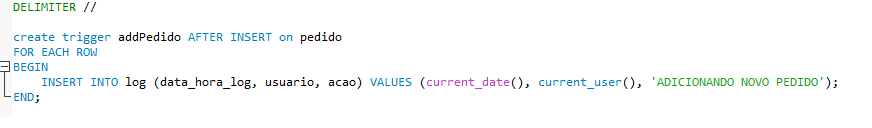 DELIMITER //
create trigger addPedido AFTER INSERT on pedido
FOR EACH ROW
BEGIN
INSERT INTO log (data_hora_log, usuario, acao) VALUES (current_date(), current_user(), 'ADICIONANDO NOVO PEDIDO');
END;